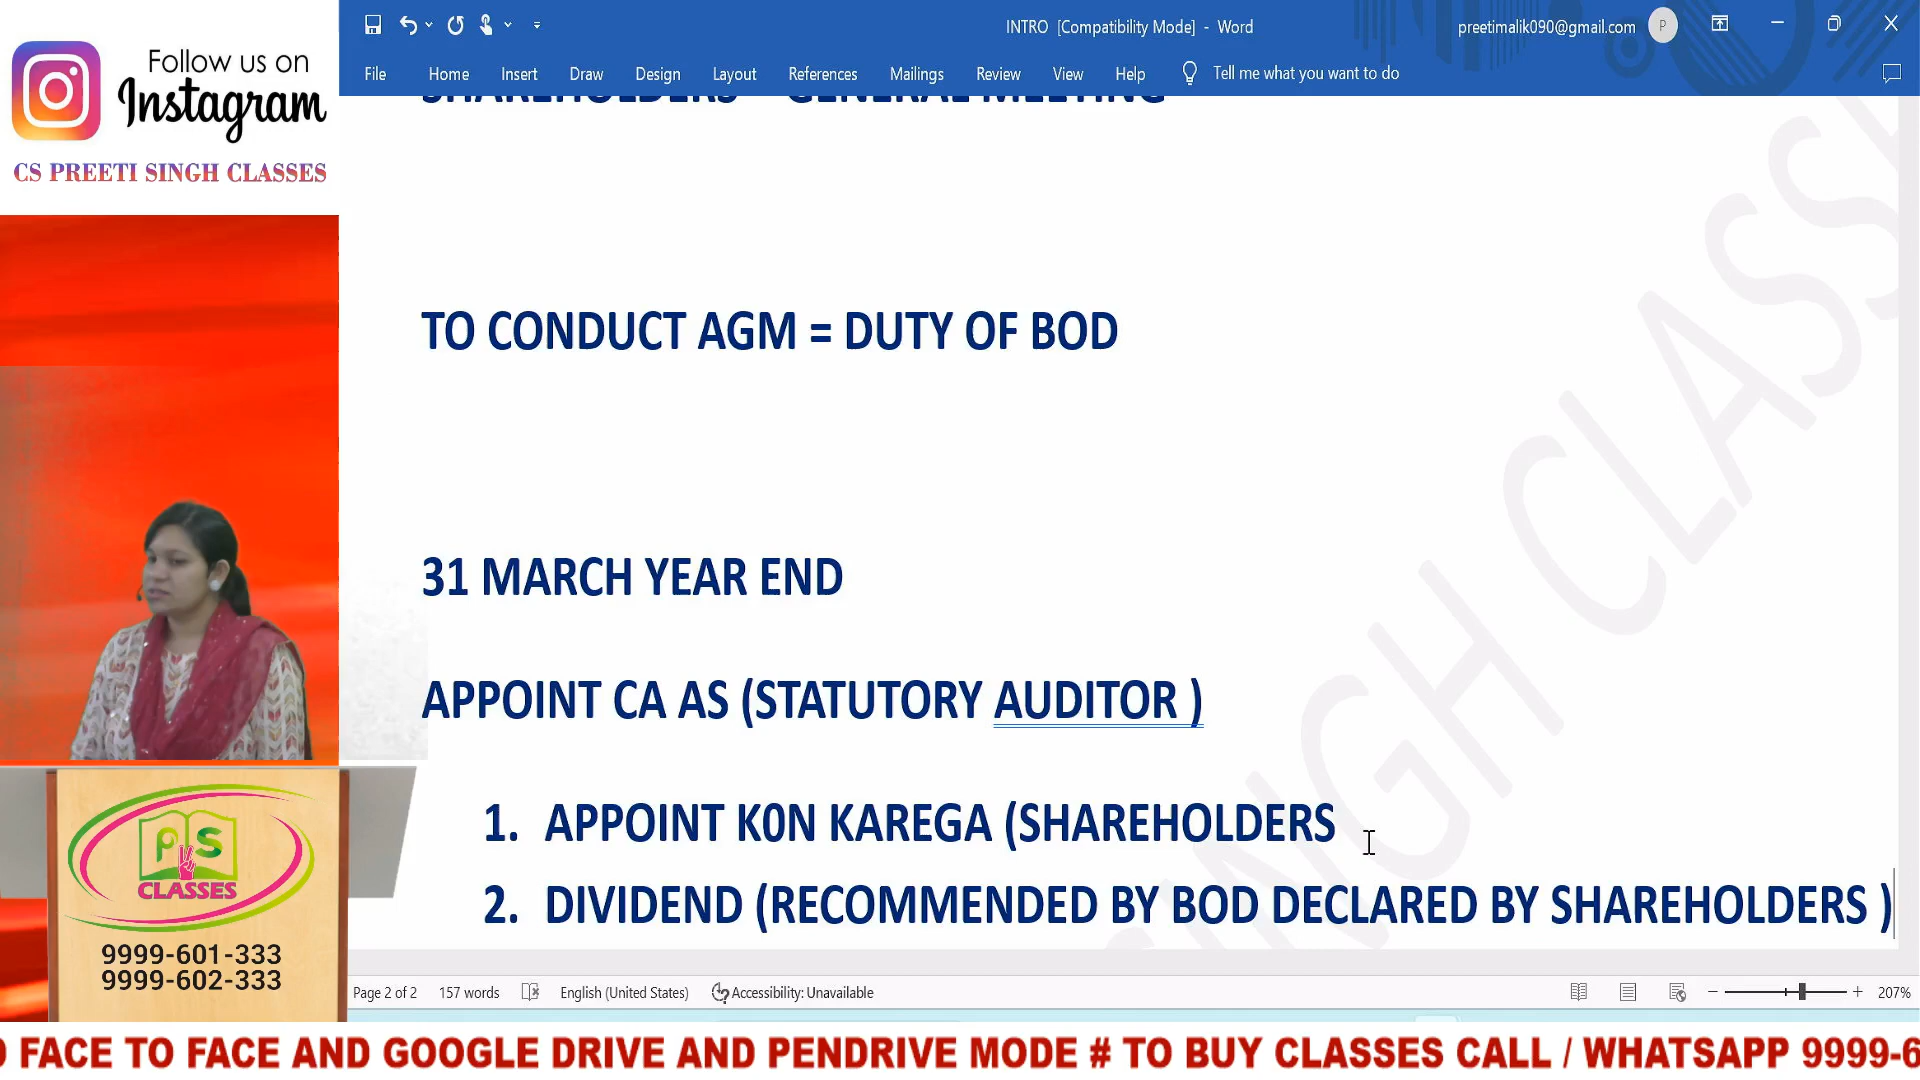 Follow us on
Instagram
CS PREETI SINGH CLASSES
INTRO [Compatibility Mode] - Word
preetimalik090@gmail.com
P
File Home Insert Draw Design Layout References Mailings Review View Help Tell me what you want to do
SHAREHOLDERS - GENERAL MEETING
TO CONDUCT AGM = DUTY OF BOD
31 MARCH YEAR END
APPOINT CA AS (STATUTORY AUDITOR )
1. APPOINT K0N KAREGA (SHAREHOLDERS
2. DIVIDEND (RECOMMENDED BY BOD DECLARED BY SHAREHOLDERS )
SINGH CLASS
PS
CLASSES
9999-601-333
9999-602-333
Page 2 of 2 157 words English (United States) Accessibility: Unavailable 207%
FACE TO FACE AND GOOGLE DRIVE AND PENDRIVE MODE # TO BUY CLASSES CALL / WHATSAPP 9999-6